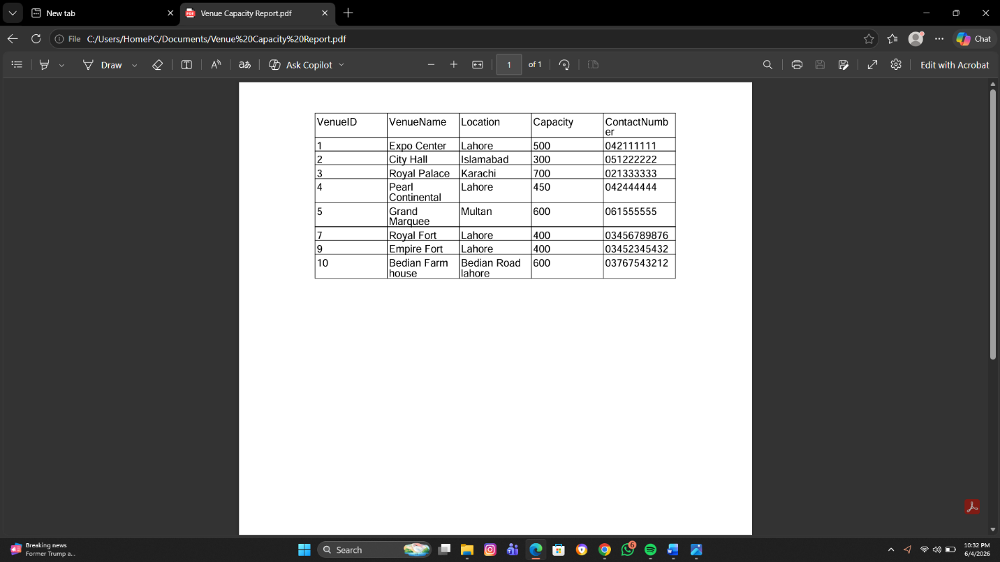 New tab
Venue Capacity Report.pdf
File C:/Users/HomePC/Documents/Venue%20Capacity%20Report.pdf
Chat
Draw
aあ
Ask Copilot
1 of 1
Edit with Acrobat
VenueID VenueName Location Capacity ContactNumb
er
1 Expo Center Lahore 500 042111111
2 City Hall Islamabad 300 051222222
3 Royal Palace Karachi 700 021333333
4 Pearl Lahore 450 042444444
Continental
5 Grand Multan 600 061555555
Marquee
7 Royal Fort Lahore 400 03456789876
9 Empire Fort Lahore 400 03452345432
10 Bedian Farm Bedian Road 600 03767543212
house lahore
Breaking news
Former Trump a...
Search
6
10:32 PM
6/4/2026